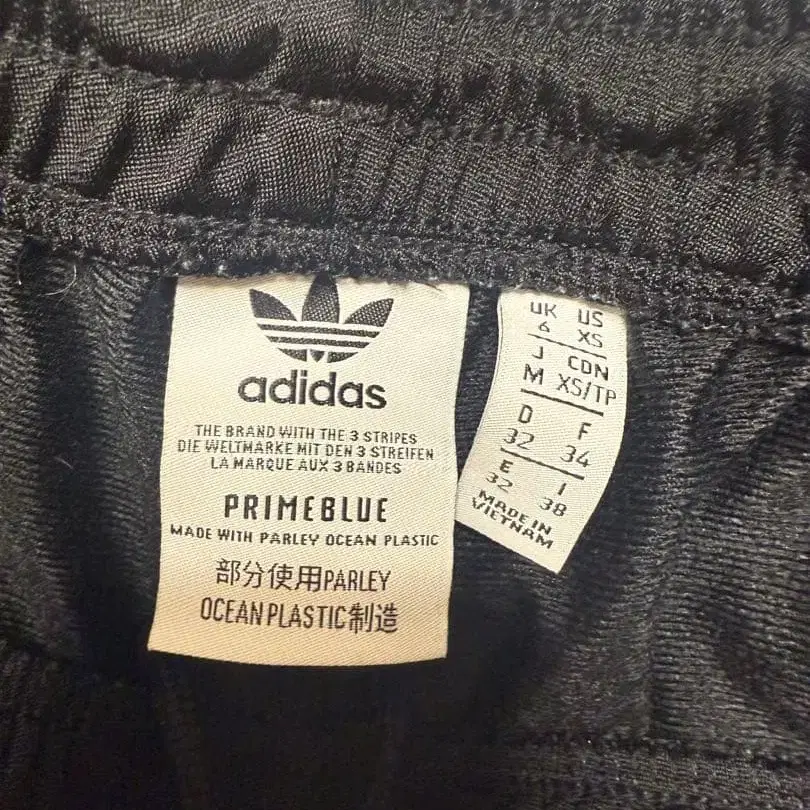 adidas
THE BRAND WITH THE 3 STRIPES
DIE WELTMARKE MIT DEN 3 STREIFEN
LA MARQUE AUX 3 BANDES
PRIMEBLUE
MADE WITH PARLEY OCEAN PLASTIC
部分使用PARLEY
OCEAN PLASTIC制造
UK US
6 XS
J CDN
M XS/TP
D F
32 34
E I
32 38
MADE IN
VIETNAM